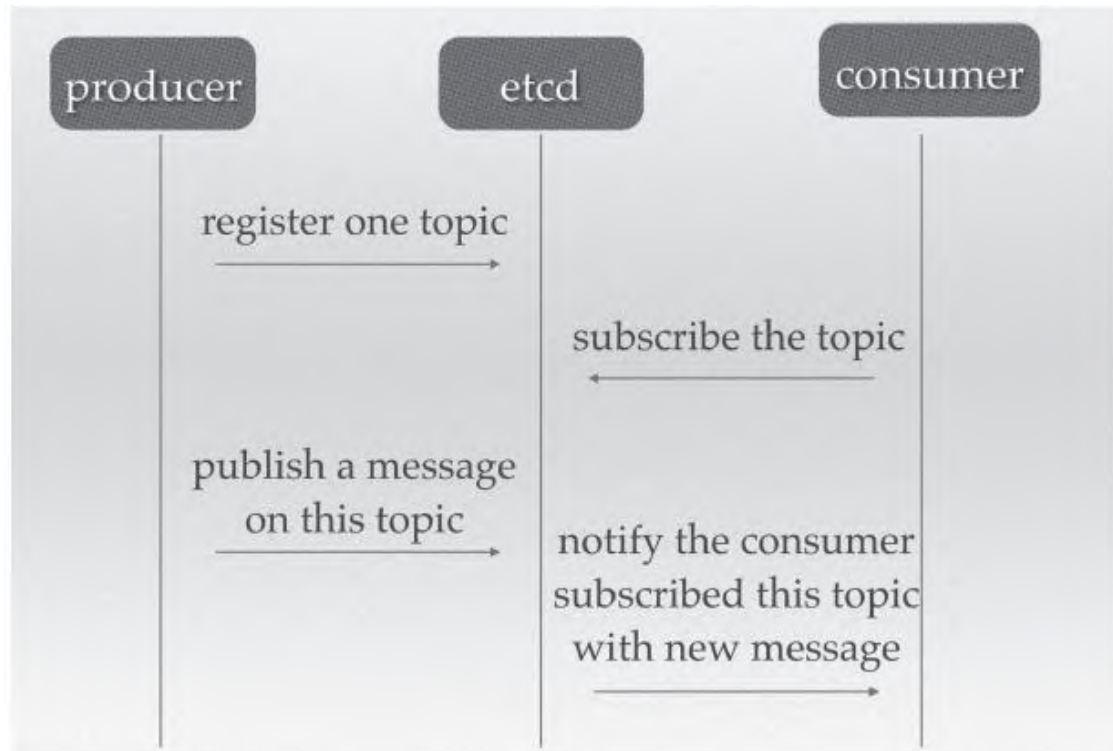 producer
etcd
consumer
register one topic
subscribe the topic
publish a message
on this topic
notify the consumer
subscribed this topic
with new message